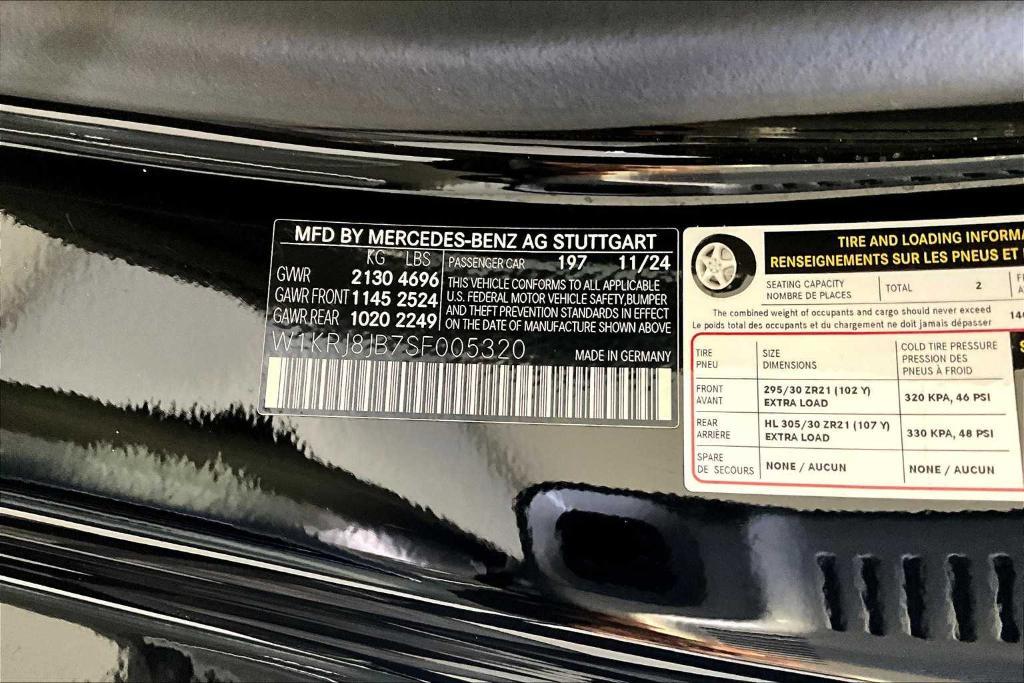 MFD BY MERCEDES-BENZ AG STUTTGART
KG LBS
GVWR 2130 4696
GAWR FRONT 1145 2524
GAWR REAR 1020 2249
PASSENGER CAR 197 11/24
THIS VEHICLE CONFORMS TO ALL APPLICABLE
U.S. FEDERAL MOTOR VEHICLE SAFETY,BUMPER
AND THEFT PREVENTION STANDARDS IN EFFECT
ON THE DATE OF MANUFACTURE SHOWN ABOVE
W1KRJ8JB7SF005320
MADE IN GERMANY
TIRE AND LOADING INFORMA
RENSEIGNEMENTS SUR LES PNEUS ET
SEATING CAPACITY
NOMBRE DE PLACES
TOTAL 2
The combined weight of occupants and cargo should never exceed
Le poids total des occupants et du chargement ne doit jamais dépasser
TIRE
PNEU
SIZE
DIMENSIONS
COLD TIRE PRESSURE
PRESSION DES
PNEUS À FROID
FRONT
AVANT
295/30 ZR21 (102 Y)
EXTRA LOAD
320 KPA, 46 PSI
REAR
ARRIÈRE
HL 305/30 ZR21 (107 Y)
EXTRA LOAD
330 KPA, 48 PSI
SPARE
DE SECOURS
NONE / AUCUN
NONE / AUCUN